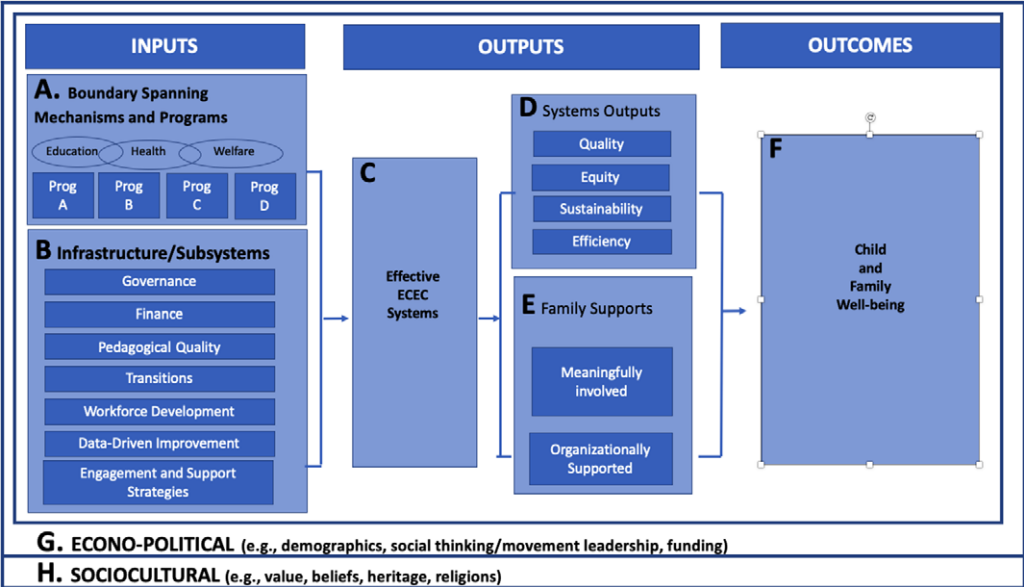 INPUTS
OUTPUTS
OUTCOMES
A. Boundary Spanning
Mechanisms and Programs
Education
Health
Welfare
Prog
A
Prog
B
Prog
C
Prog
D
B Infrastructure/Subsystems
Governance
Finance
Pedagogical Quality
Transitions
Workforce Development
Data-Driven Improvement
Engagement and Support
Strategies
C
Effective
ECEC
Systems
D Systems Outputs
Quality
Equity
Sustainability
Efficiency
E Family Supports
Meaningfully
involved
Organizationally
Supported
F
Child
and
Family
Well-being
G. ECONO-POLITICAL (e.g., demographics, social thinking/movement leadership, funding)
H. SOCIOCULTURAL (e.g., value, beliefs, heritage, religions)